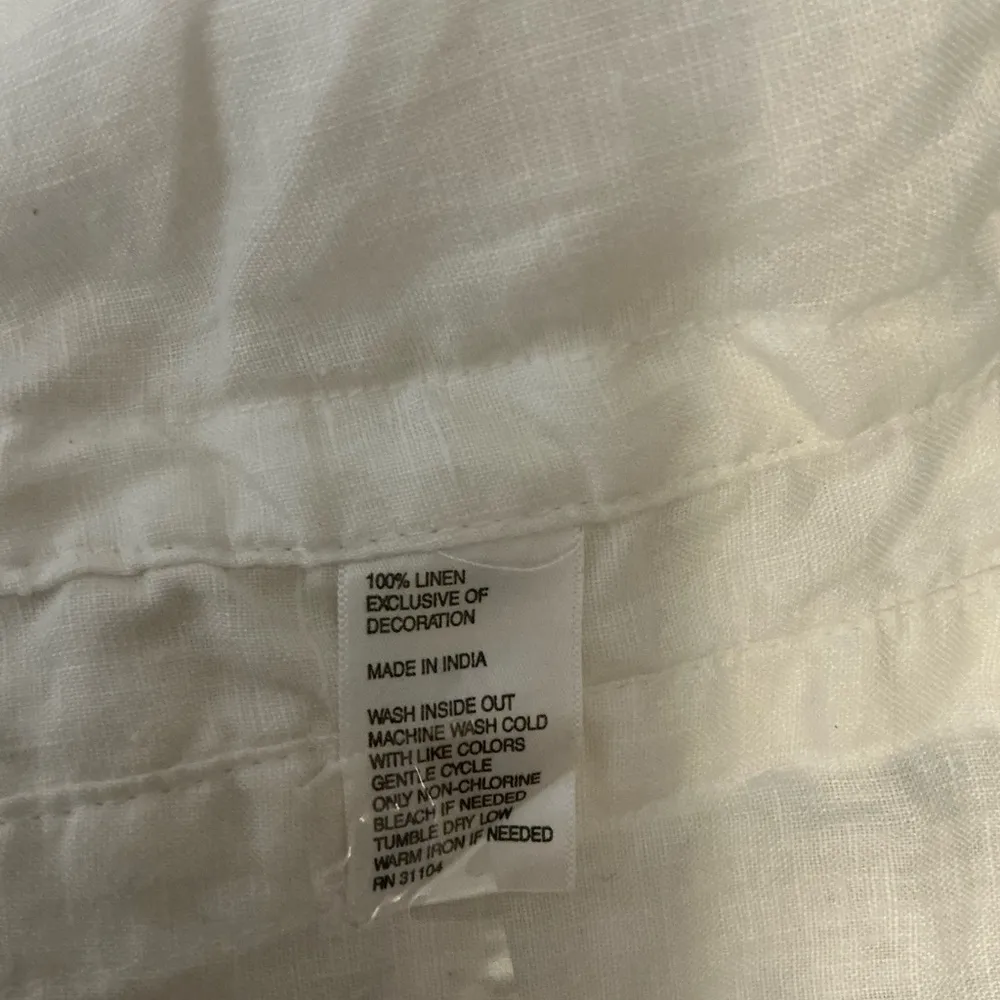 100% LINEN
EXCLUSIVE OF
DECORATION
MADE IN INDIA
WASH INSIDE OUT
MACHINE WASH COLD
WITH LIKE COLORS
GENTLE CYCLE
ONLY NON-CHLORINE
BLEACH IF NEEDED
TUMBLE DRY LOW
WARM IRON IF NEEDED
RN 31104